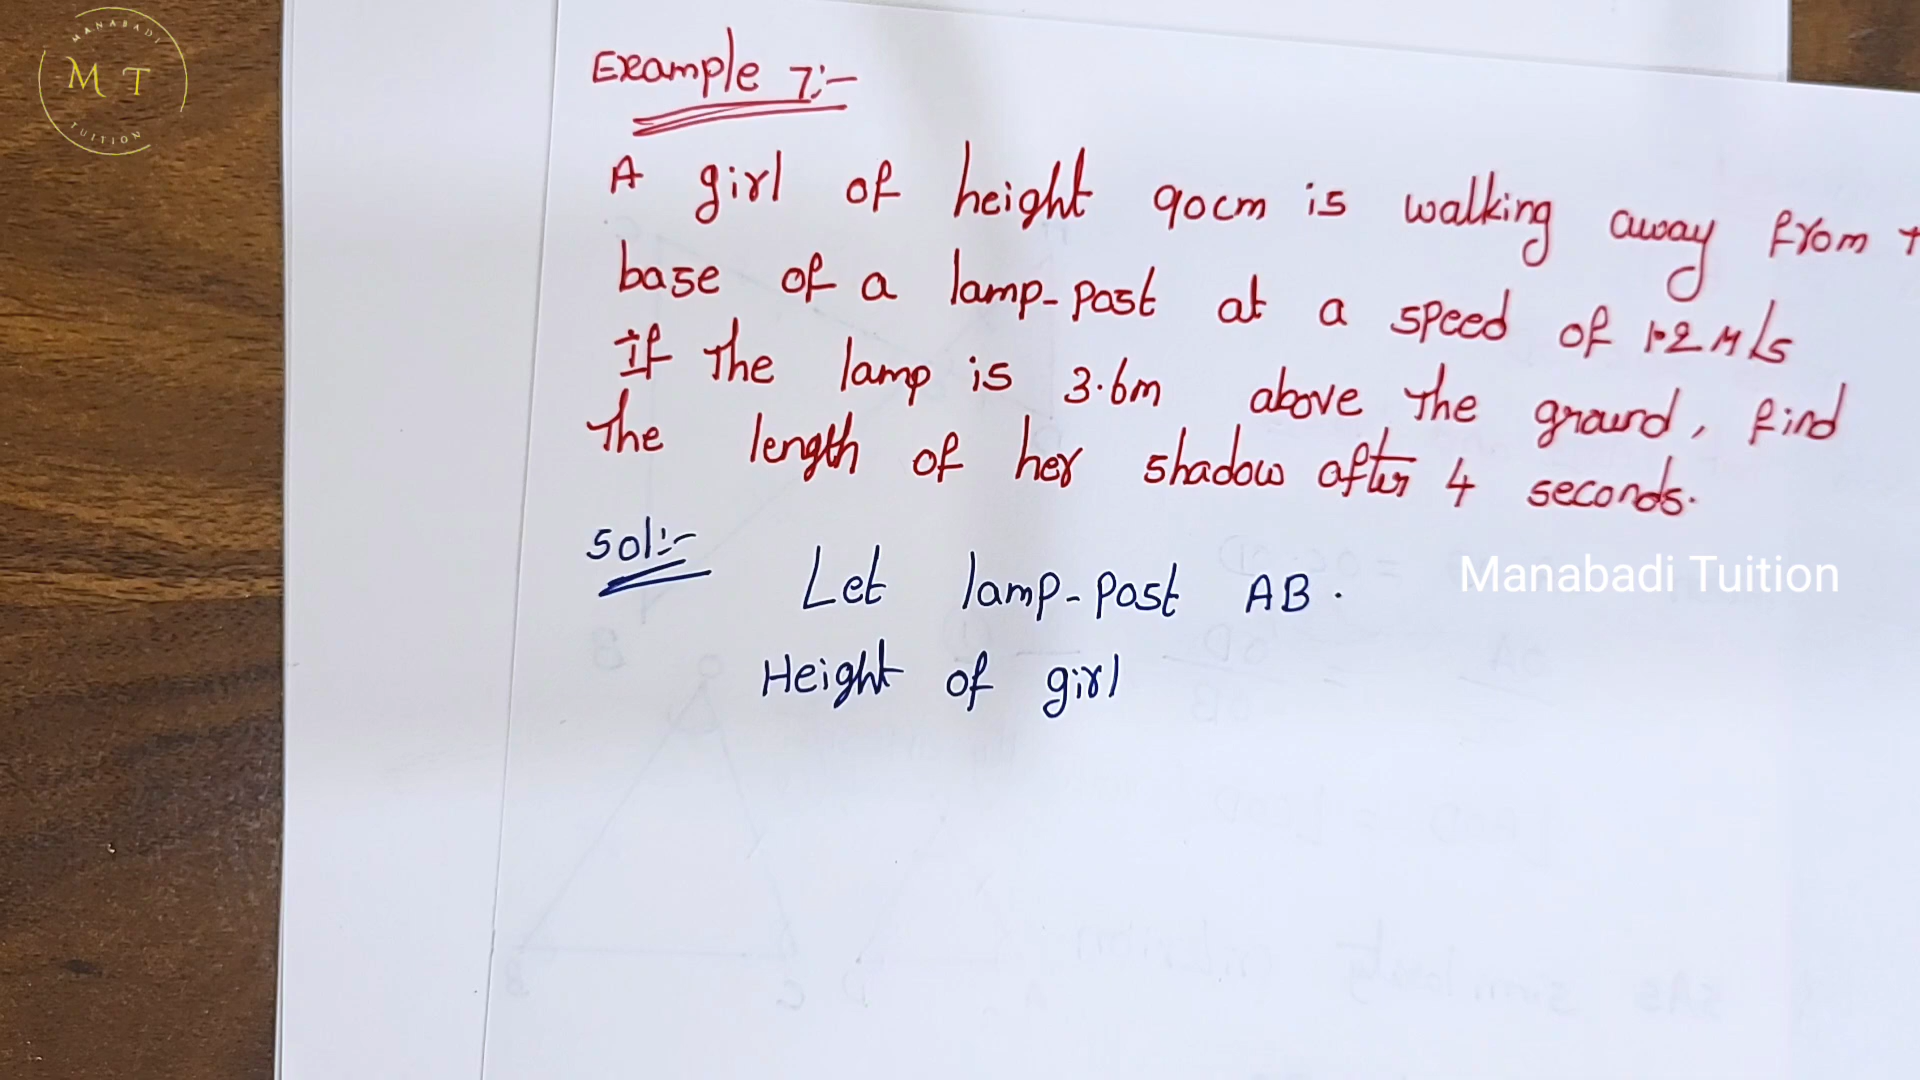 MANABADI
M T
TUITION
Example 7:-
A girl of height 90cm is walking away from
base of a lamp-post at a speed of 1.2 M/s
If the lamp is 3.6m above the ground, find
the length of her shadow after 4 seconds.
Sol:-
Let lamp-post AB.
Manabadi Tuition
Height of girl